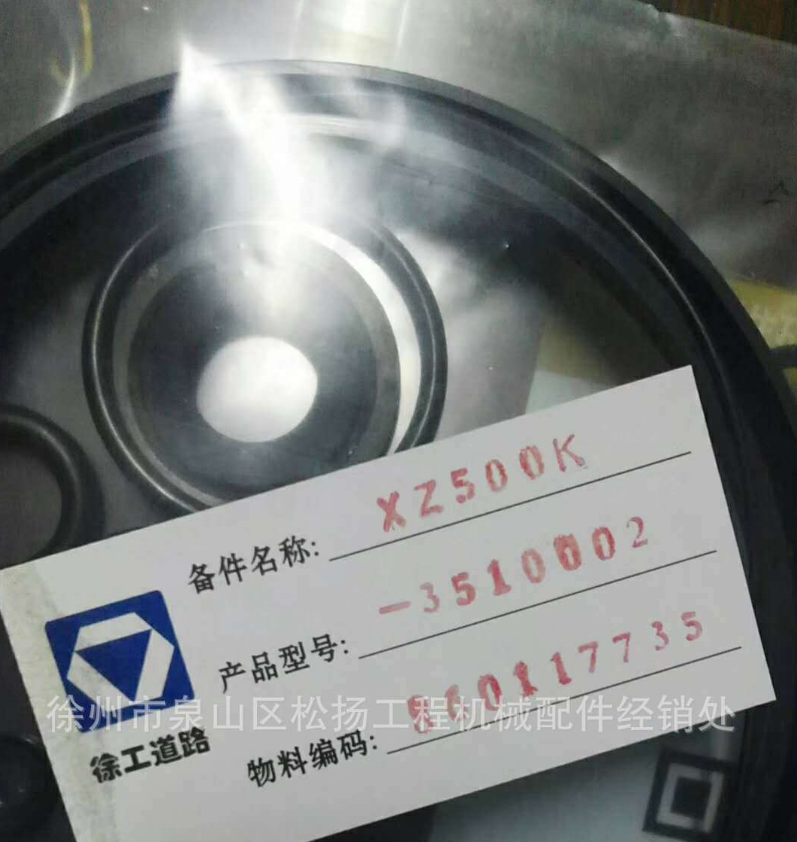 备件名称: XZ500K
产品型号: -3510002
物料编码: 860117735
徐工道路
徐州市泉山区松扬工程机械配件经销处